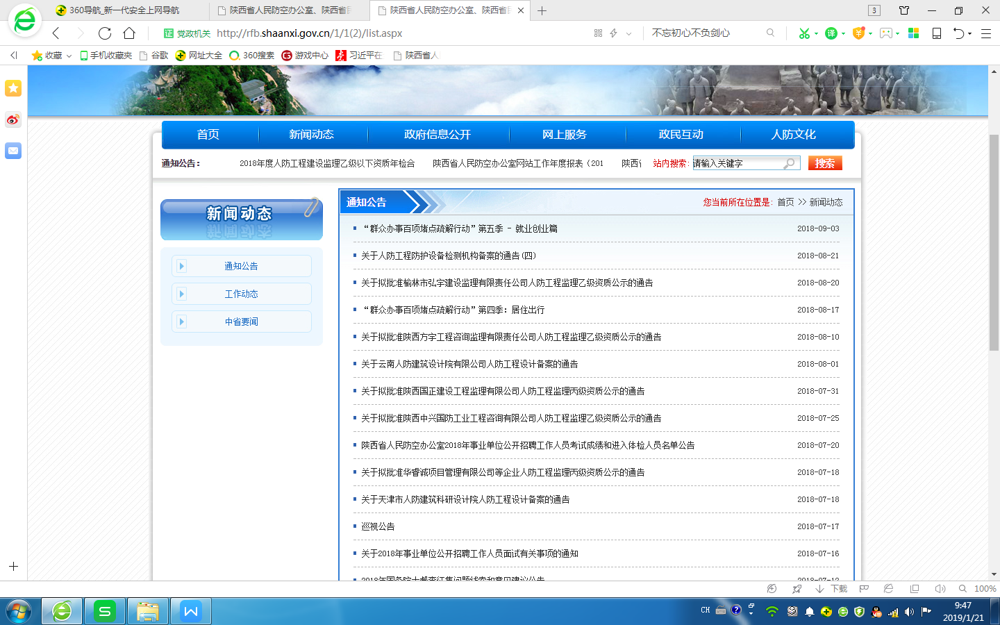 360导航_新一代安全上网导航
陕西省人民防空办公室、陕西省
陕西省人民防空办公室、陕西省
3
证 党政机关 http://rfb.shaanxi.gov.cn/1/1(2)/list.aspx
不忘初心不负剑心
译
收藏 手机收藏夹 谷歌 网址大全 360搜索 游戏中心 习近平在 陕西省人
首页 新闻动态 政府信息公开 网上服务 政民互动 人防文化
通知公告： 2018年度人防工程建设监理乙级以下资质年检合 陕西省人民防空办公室网站工作年度报表（201 陕西省
站内搜索: 请输入关键字 搜索
新闻动态
通知公告
工作动态
中省要闻
通知公告
您当前所在位置是: 首页 >> 新闻动态
“群众办事百项堵点疏解行动”第五季 - 就业创业篇 2018-09-03
关于人防工程防护设备检测机构备案的通告(四) 2018-08-21
关于拟批准榆林市弘宇建设监理有限责任公司人防工程监理乙级资质公示的通告 2018-08-20
“群众办事百项堵点疏解行动”第四季：居住出行 2018-08-17
关于拟批准陕西方宇工程咨询监理有限责任公司人防工程监理乙级资质公示的通告 2018-08-10
关于云南人防建筑设计院有限公司人防工程设计备案的通告 2018-08-01
关于拟批准陕西国正建设工程监理有限公司人防工程监理丙级资质公示的通告 2018-07-31
关于拟批准陕西中兴国防工业工程咨询有限公司人防工程监理乙级资质公示的通告 2018-07-25
陕西省人民防空办公室2018年事业单位公开招聘工作人员考试成绩和进入体检人员名单公告 2018-07-20
关于拟批准华睿诚项目管理有限公司等企业人防工程监理丙级资质公示的通告 2018-07-18
关于天津市人防建筑科研设计院人防工程设计备案的通告 2018-07-18
巡视公告 2018-07-17
关于2018年事业单位公开招聘工作人员面试有关事项的通知 2018-07-16
2018年国务院大督查征集问题线索和意见建议公告 2018-07-12
下载 100%
CH
9:47
2019/1/21